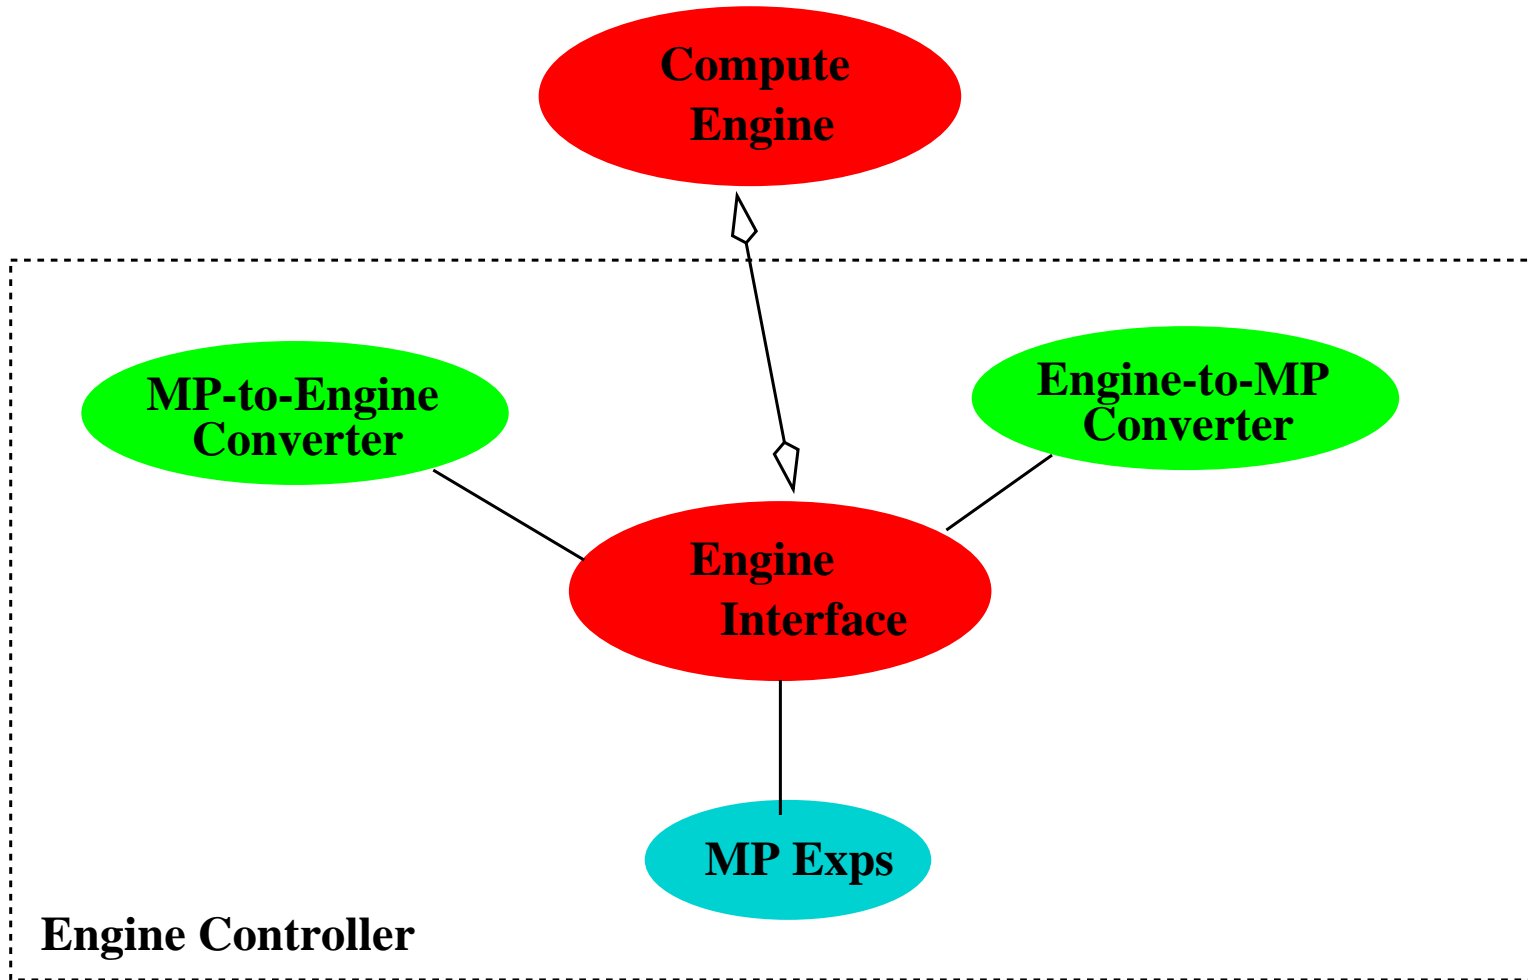 Compute
Engine
MP-to-Engine
Converter
Engine-to-MP
Converter
Engine
Interface
MP Exps
Engine Controller